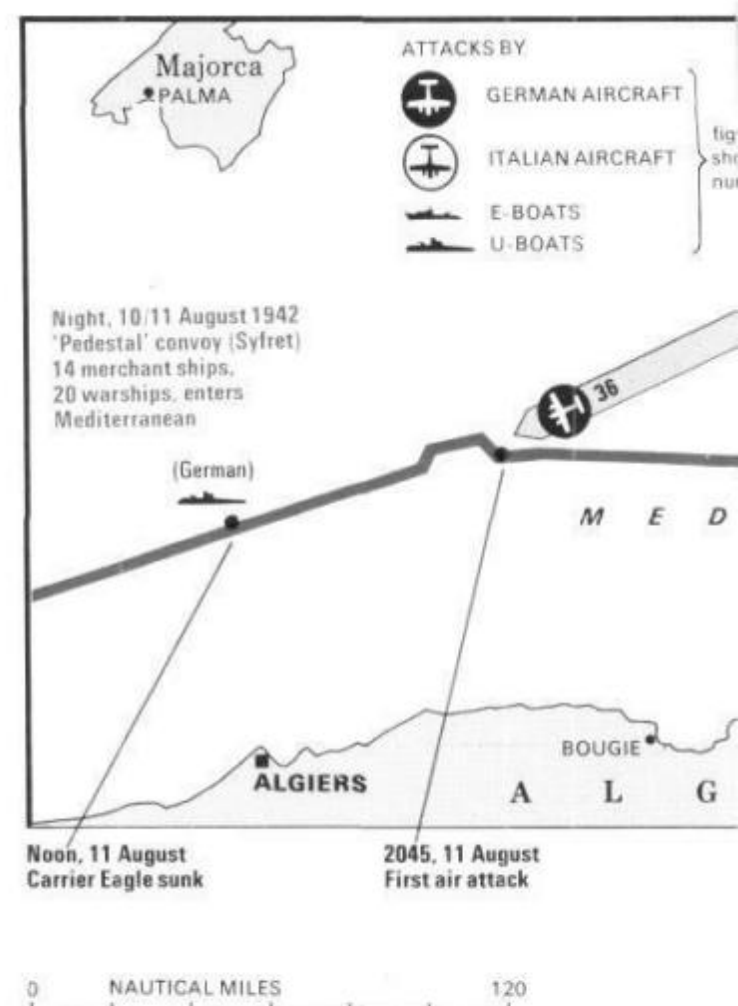 Majorca
PALMA
ATTACKS BY
GERMAN AIRCRAFT
ITALIAN AIRCRAFT
E-BOATS
U-BOATS
Night, 10/11 August 1942
'Pedestal' convoy (Syfret)
14 merchant ships,
20 warships, enters
Mediterranean
36
(German)
M E D
BOUGIE
ALGIERS
A L G
Noon, 11 August
Carrier Eagle sunk
2045, 11 August
First air attack
0 NAUTICAL MILES 120